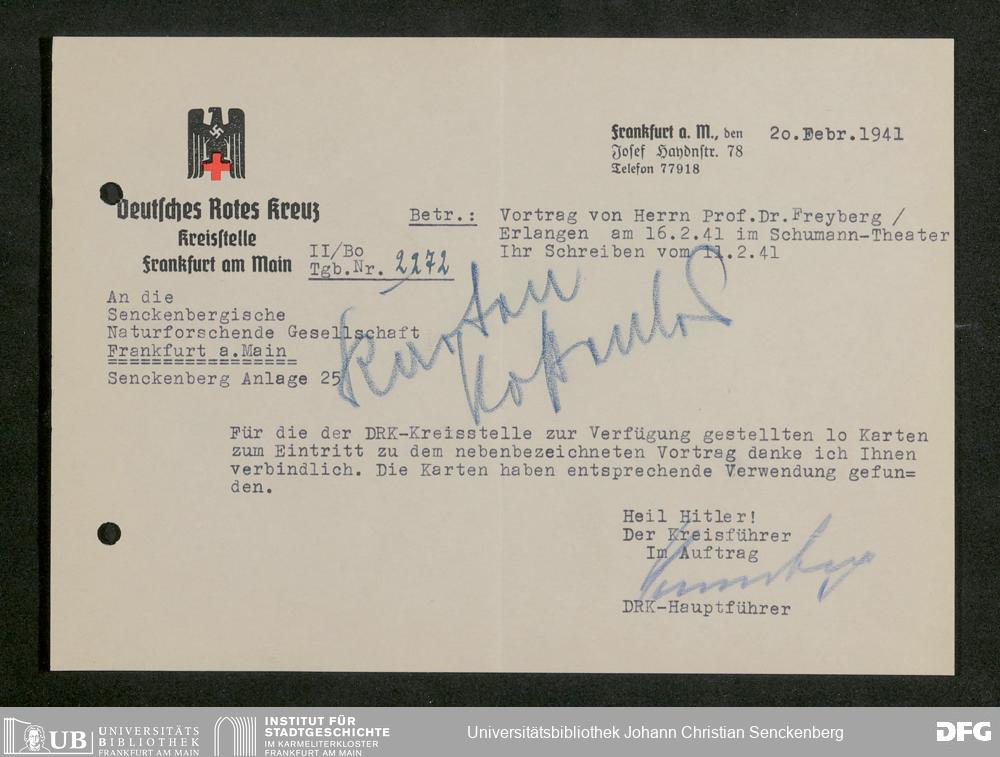 Deutsches Rotes Kreuz
Kreisstelle
Frankfurt am Main
Frankfurt a. M., den 2o.Febr.1941
Josef Haydnstr. 78
Telefon 77918
II/Bo
Tgb.Nr. 2272
Betr.: Vortrag von Herrn Prof.Dr.Freyberg /
Erlangen am 16.2.41 im Schumann-Theater
Ihr Schreiben vom 11.2.41
An die
Senckenbergische
Naturforschende Gesellschaft
Frankfurt a.Main
Senckenberg Anlage 25
Karten
Kostenlos
Für die der DRK-Kreisstelle zur Verfügung gestellten lo Karten
zum Eintritt zu dem nebenbezeichneten Vortrag danke ich Ihnen
verbindlich. Die Karten haben entsprechende Verwendung gefun=
den.
Heil Hitler!
Der Kreisführer
Im Auftrag
DRK-Hauptführer
UB UNIVERSITÄTS
BIBLIOTHEK
FRANKFURT AM MAIN
INSTITUT FÜR
STADTGESCHICHTE
IM KARMELITERKLOSTER
FRANKFURT AM MAIN
Universitätsbibliothek Johann Christian Senckenberg
DFG